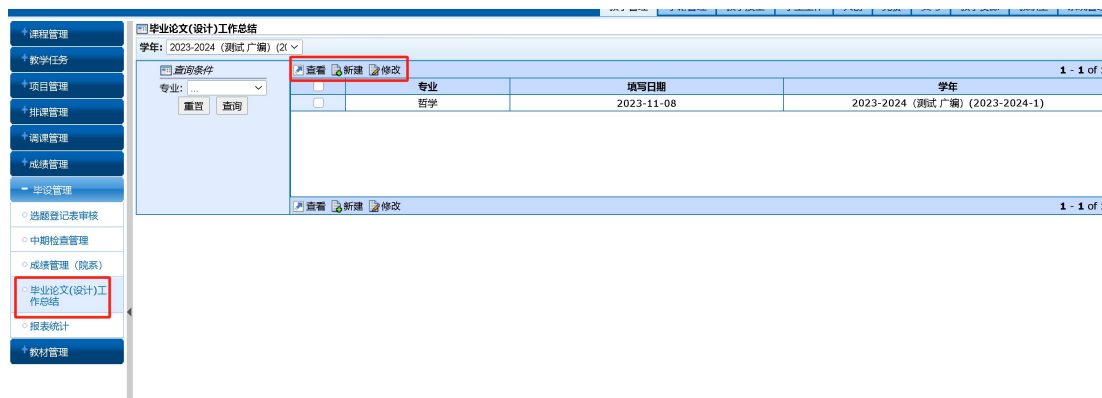 课程管理
教学任务
项目管理
排课管理
调课管理
成绩管理
毕设管理
选题登记表审核
中期检查管理
成绩管理（院系）
毕业论文(设计)工
作总结
报表统计
教材管理
毕业论文(设计)工作总结
学年: 2023-2024（测试 广编）(20
查询条件
专业: ...
重置 查询
查看 新建 修改 1 - 1 of
专业 填写日期 学年
哲学 2023-11-08 2023-2024（测试 广编）(2023-2024-1)
查看 新建 修改 1 - 1 of